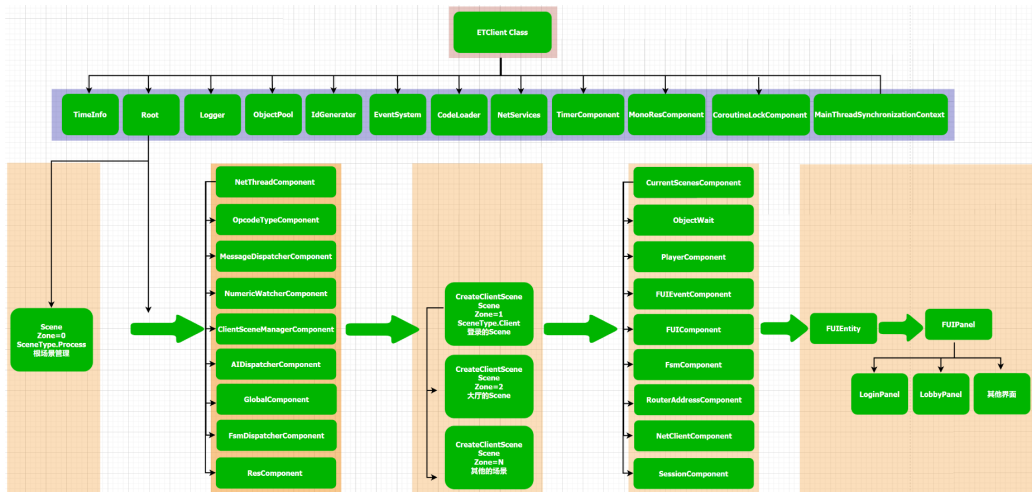 ETClient Class
TimeInfo
Root
Logger
ObjectPool
IdGenerater
EventSystem
CodeLoader
NetServices
TimerComponent
MonoResComponent
CoroutineLockComponent
MainThreadSynchronizationContext
Scene
Zone=0
SceneType.Process
根场景管理
NetThreadComponent
OpcodeTypeComponent
MessageDispatcherComponent
NumericWatcherComponent
ClientSceneManagerComponent
AIDispatcherComponent
GlobalComponent
FsmDispatcherComponent
ResComponent
CreateClientScene
Scene
Zone=1
SceneType.Client
登录的Scene
CreateClientScene
Scene
Zone=2
大厅的Scene
CreateClientScene
Scene
Zone=N
其他的场景
CurrentScenesComponent
ObjectWait
PlayerComponent
FUIEventComponent
FUIComponent
FsmComponent
RouterAddressComponent
NetClientComponent
SessionComponent
FUIEntity
FUIPanel
LoginPanel
LobbyPanel
其他界面